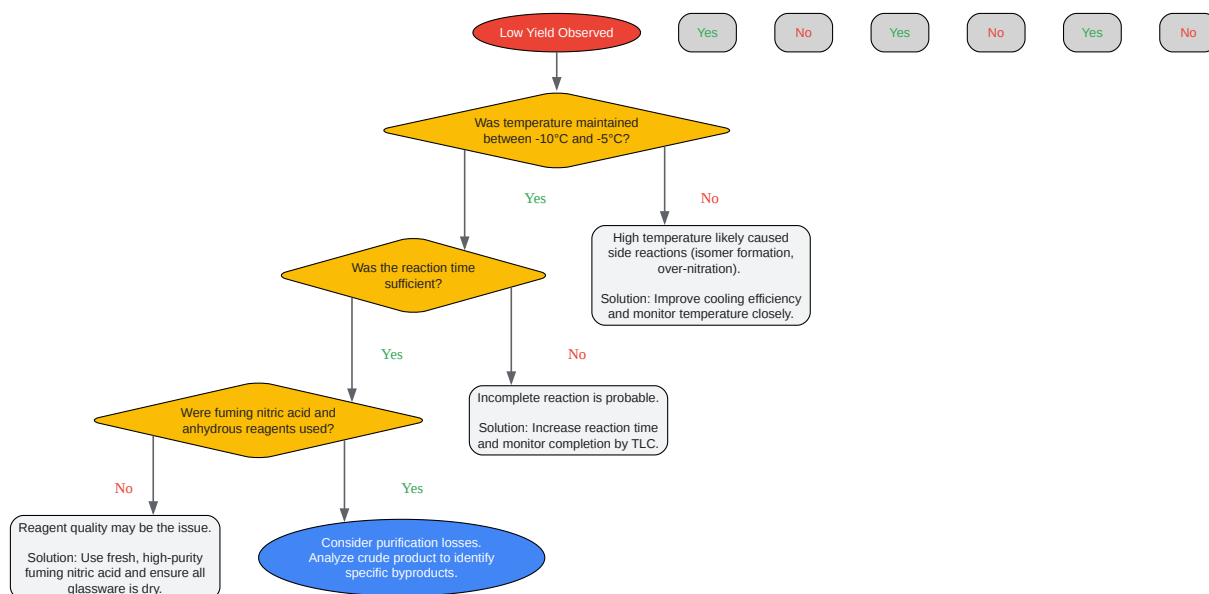 Low Yield Observed
Yes
No
Yes
No
Yes
No
Was temperature maintained
between -10°C and -5°C?
Yes
No
High temperature likely caused
side reactions (isomer formation,
over-nitration).
Solution: Improve cooling efficiency
and monitor temperature closely.
Was the reaction time
sufficient?
Yes
No
Incomplete reaction is probable.
Solution: Increase reaction time
and monitor completion by TLC.
Were fuming nitric acid and
anhydrous reagents used?
No
Yes
Reagent quality may be the issue.
Solution: Use fresh, high-purity
fuming nitric acid and ensure all
glassware is dry.
Consider purification losses.
Analyze crude product to identify
specific byproducts.